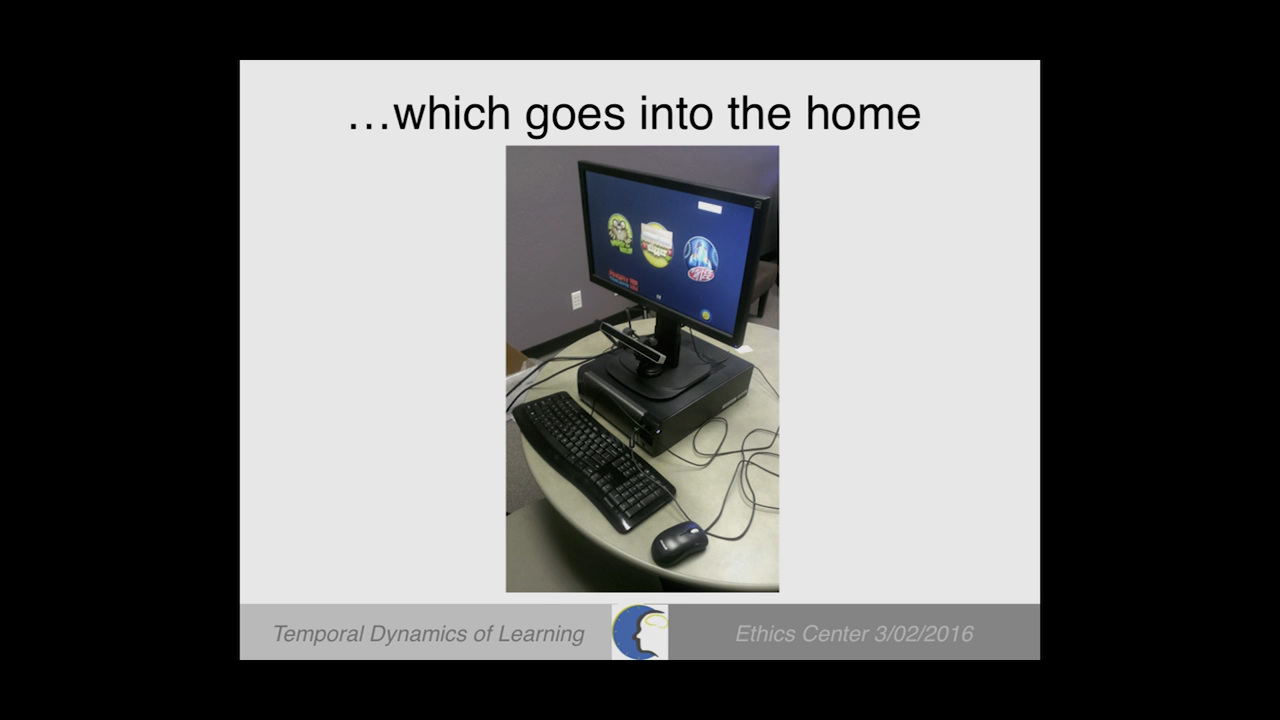 …which goes into the home
Temporal Dynamics of Learning
Ethics Center 3/02/2016